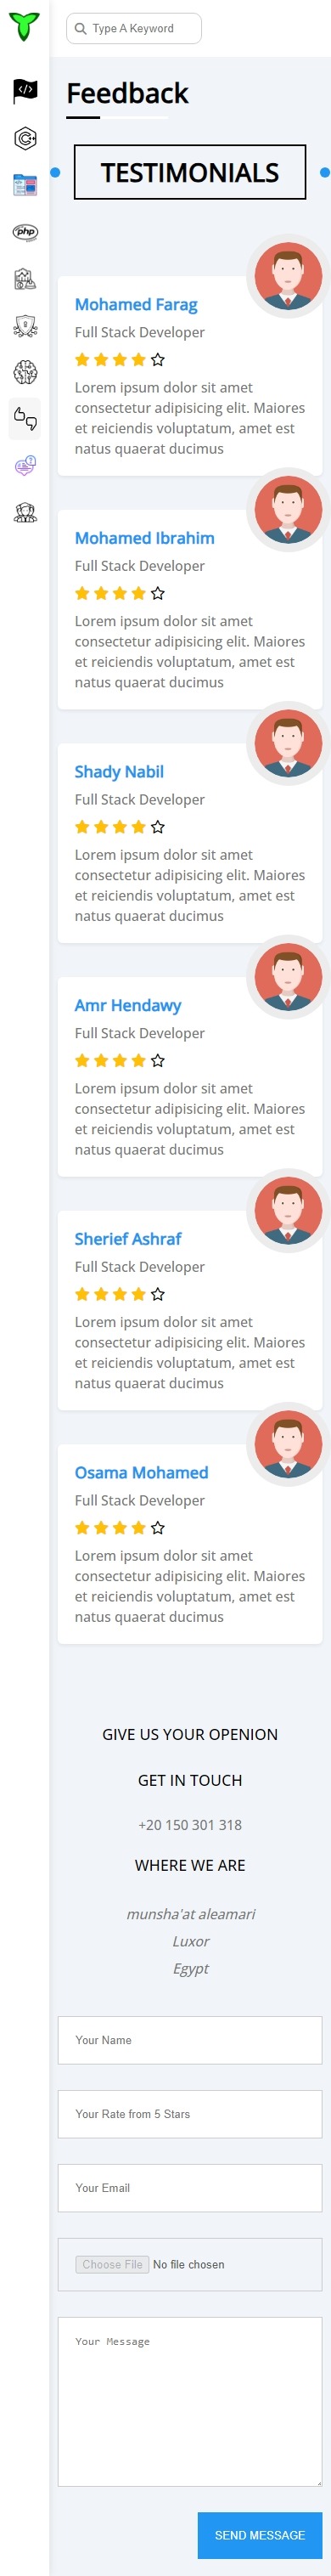 Type A Keyword
Feedback
TESTIMONIALS
Mohamed Farag
Full Stack Developer
Lorem ipsum dolor sit amet
consectetur adipisicing elit. Maiores
et reiciendis voluptatum, amet est
natus quaerat ducimus
Mohamed Ibrahim
Full Stack Developer
Lorem ipsum dolor sit amet
consectetur adipisicing elit. Maiores
et reiciendis voluptatum, amet est
natus quaerat ducimus
Shady Nabil
Full Stack Developer
Lorem ipsum dolor sit amet
consectetur adipisicing elit. Maiores
et reiciendis voluptatum, amet est
natus quaerat ducimus
Amr Hendawy
Full Stack Developer
Lorem ipsum dolor sit amet
consectetur adipisicing elit. Maiores
et reiciendis voluptatum, amet est
natus quaerat ducimus
Sherief Ashraf
Full Stack Developer
Lorem ipsum dolor sit amet
consectetur adipisicing elit. Maiores
et reiciendis voluptatum, amet est
natus quaerat ducimus
Osama Mohamed
Full Stack Developer
Lorem ipsum dolor sit amet
consectetur adipisicing elit. Maiores
et reiciendis voluptatum, amet est
natus quaerat ducimus
GIVE US YOUR OPENION
GET IN TOUCH
+20 150 301 318
WHERE WE ARE
munsha'at aleamari
Luxor
Egypt
Your Name
Your Rate from 5 Stars
Your Email
Choose File No file chosen
Your Message
SEND MESSAGE
php